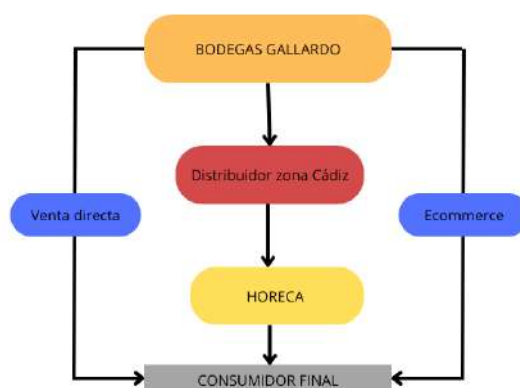 BODEGAS GALLARDO
Distribuidor zona Cádiz
Venta directa
Ecommerce
HORECA
CONSUMIDOR FINAL